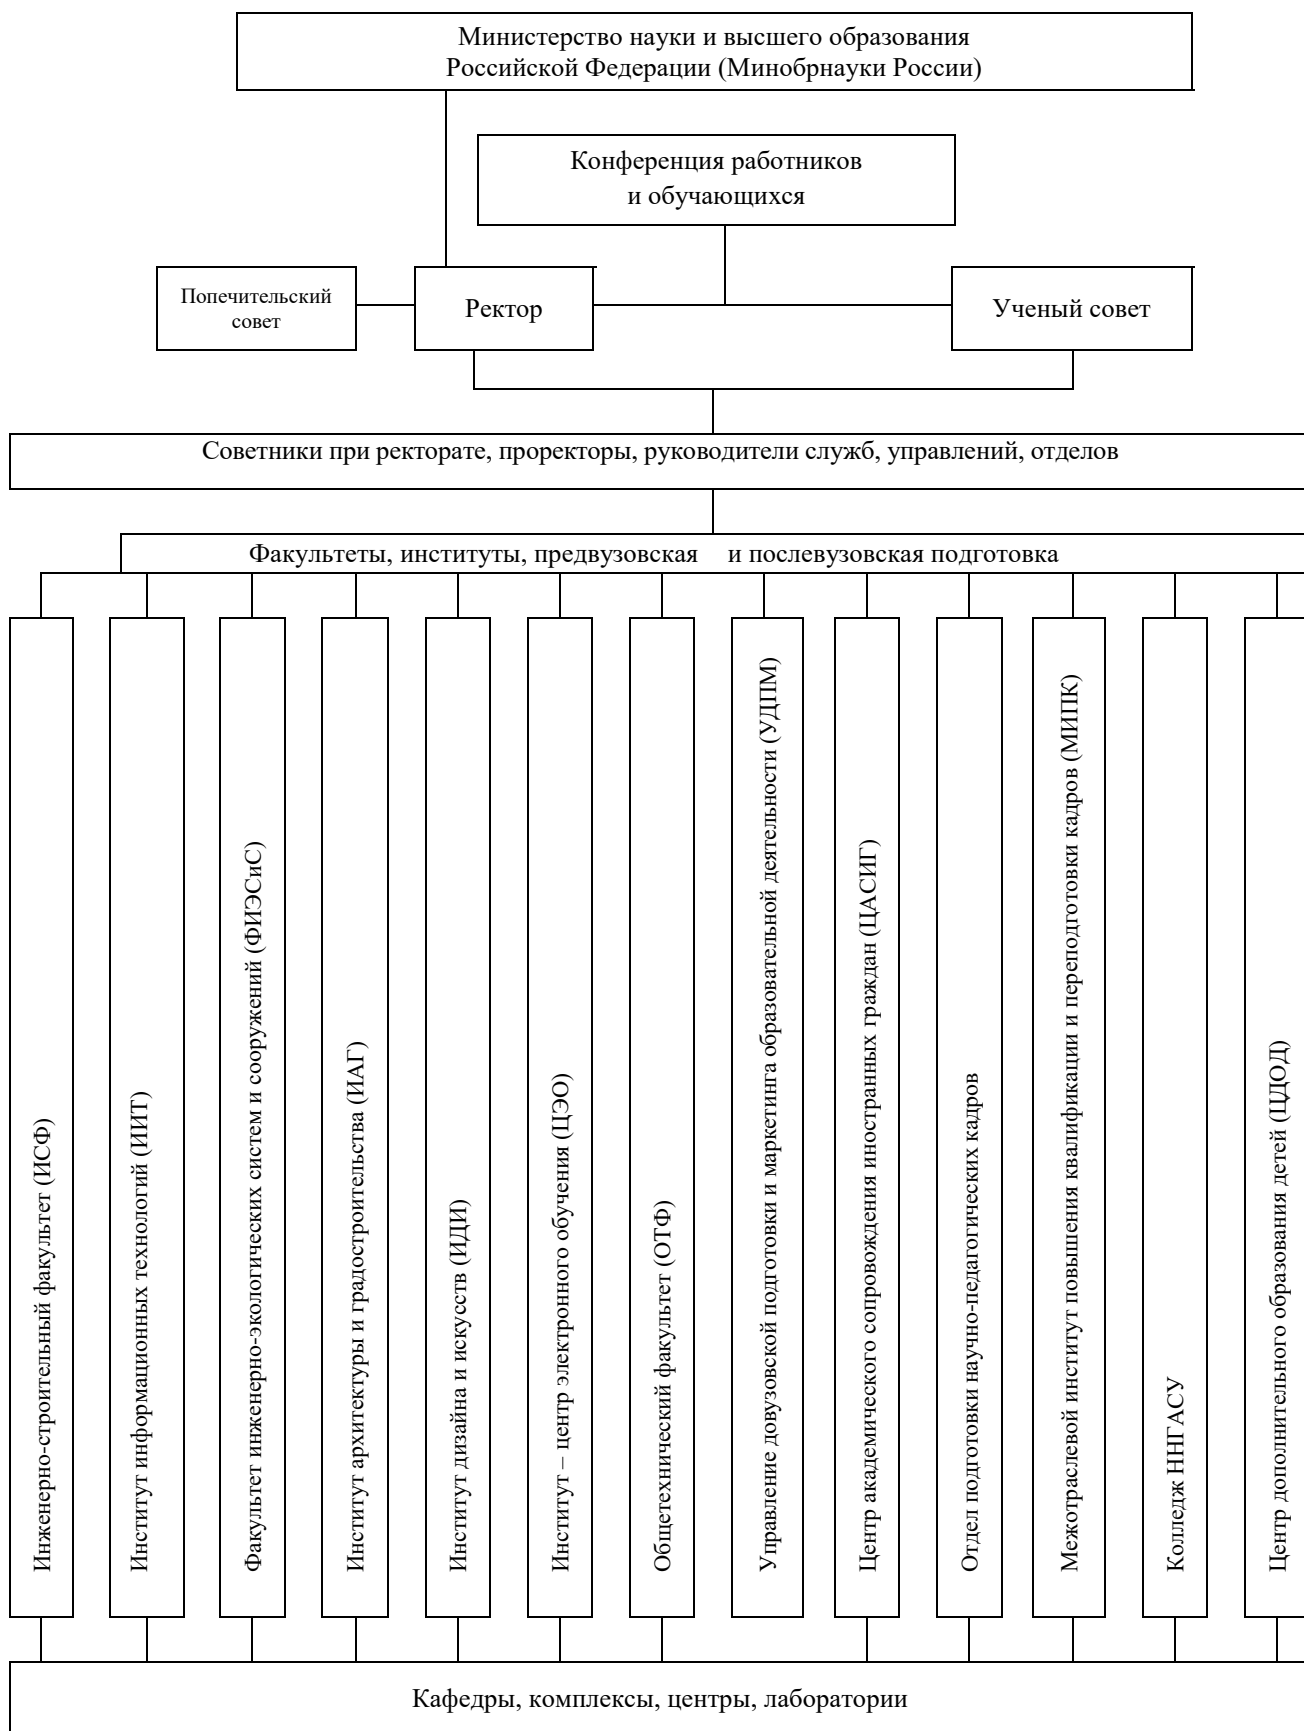 Министерство науки и высшего образования
Российской Федерации (Минобрнауки России)
Конференция работников
и обучающихся
Попечительский
совет
Ректор
Ученый совет
Советники при ректорате, проректоры, руководители служб, управлений, отделов
Факультеты, институты, предвузовская и послевузовская подготовка
Инженерно-строительный факультет (ИСФ)
Институт информационных технологий (ИИТ)
Факультет инженерно-экологических систем и сооружений (ФИЭСиС)
Институт архитектуры и градостроительства (ИАГ)
Институт дизайна и искусств (ИДИ)
Институт – центр электронного обучения (ЦЭО)
Общетехнический факультет (ОТФ)
Управление довузовской подготовки и маркетинга образовательной деятельности (УДПМ)
Центр академического сопровождения иностранных граждан (ЦАСИГ)
Отдел подготовки научно-педагогических кадров
Межотраслевой институт повышения квалификации и переподготовки кадров (МИПК)
Колледж ННГАСУ
Центр дополнительного образования детей (ЦДОД)
Кафедры, комплексы, центры, лаборатории